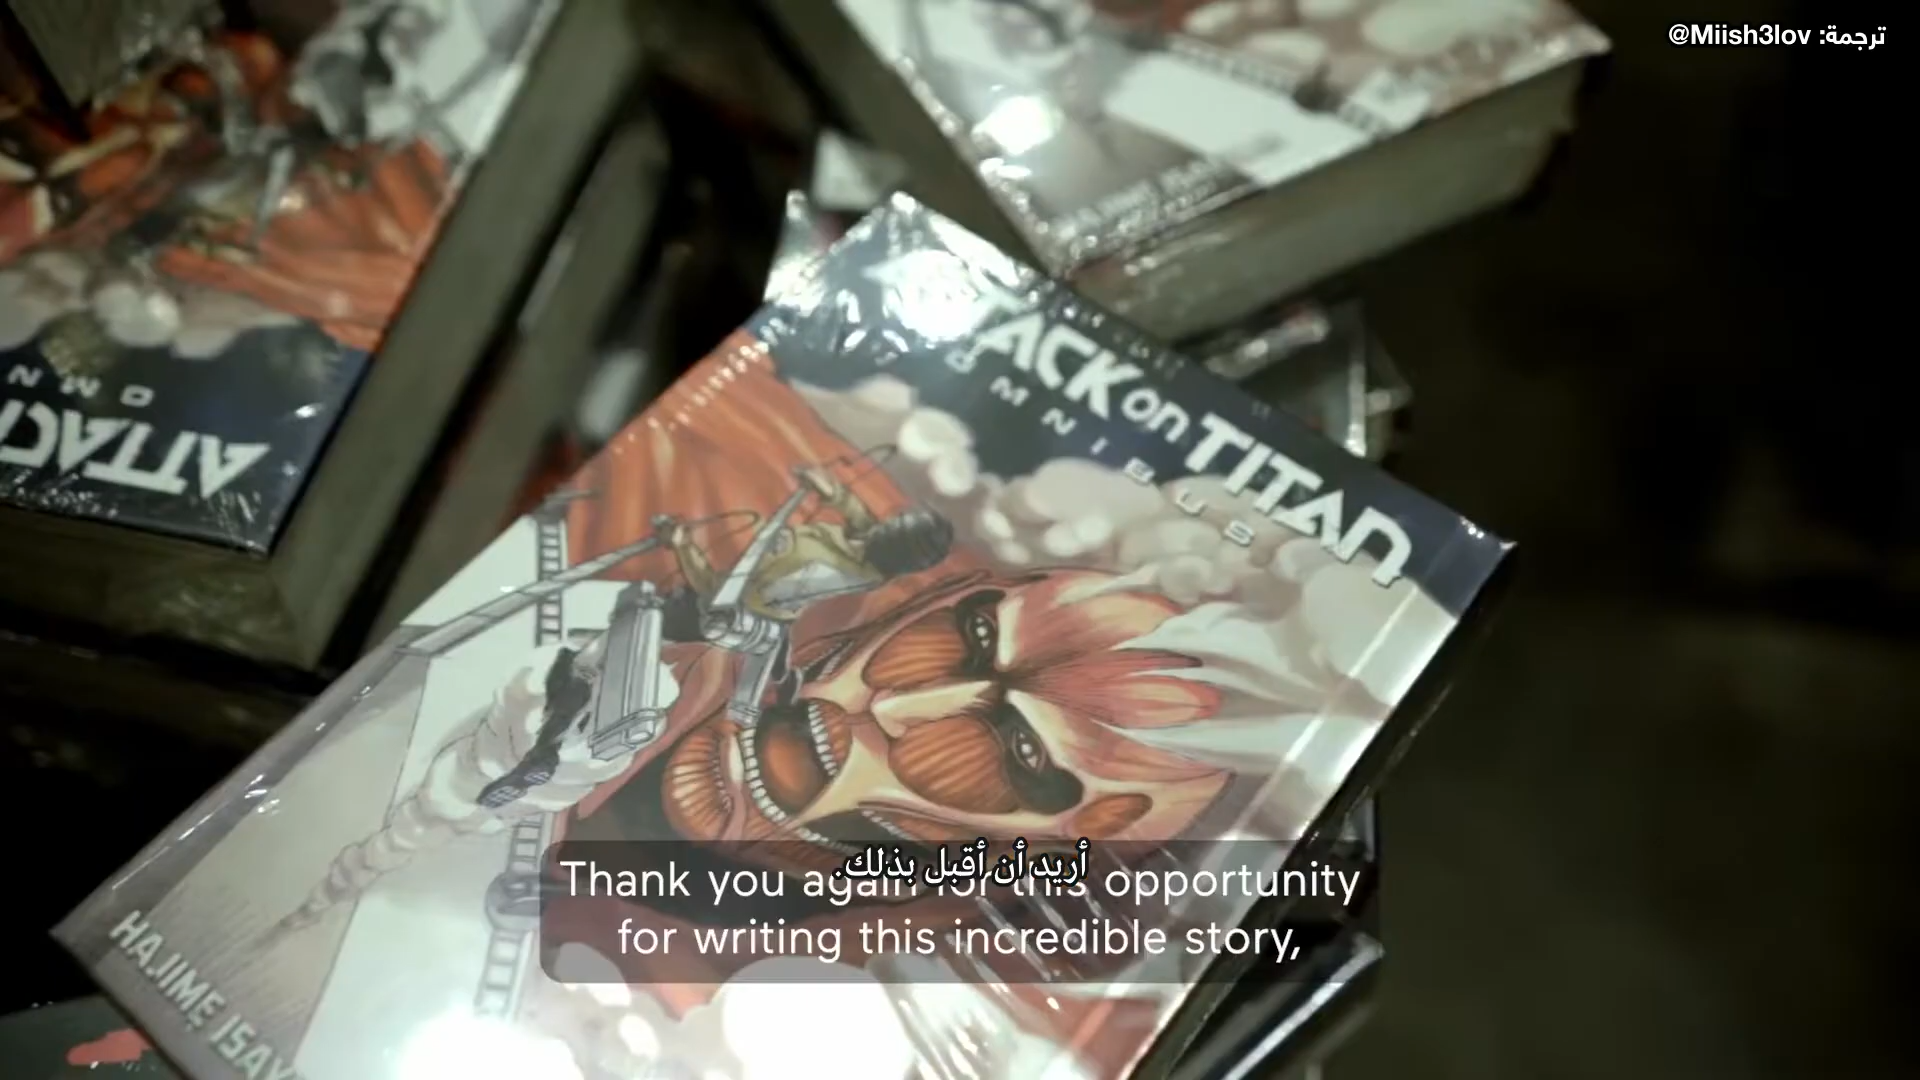 ترجمة: @Miish3lov
TACK on TITAN
OMNIBUS
OMN
ATTAC
أريد أن أقبل بذلك.
Thank you again for this opportunity
for writing this incredible story,
HAJIME ISAY